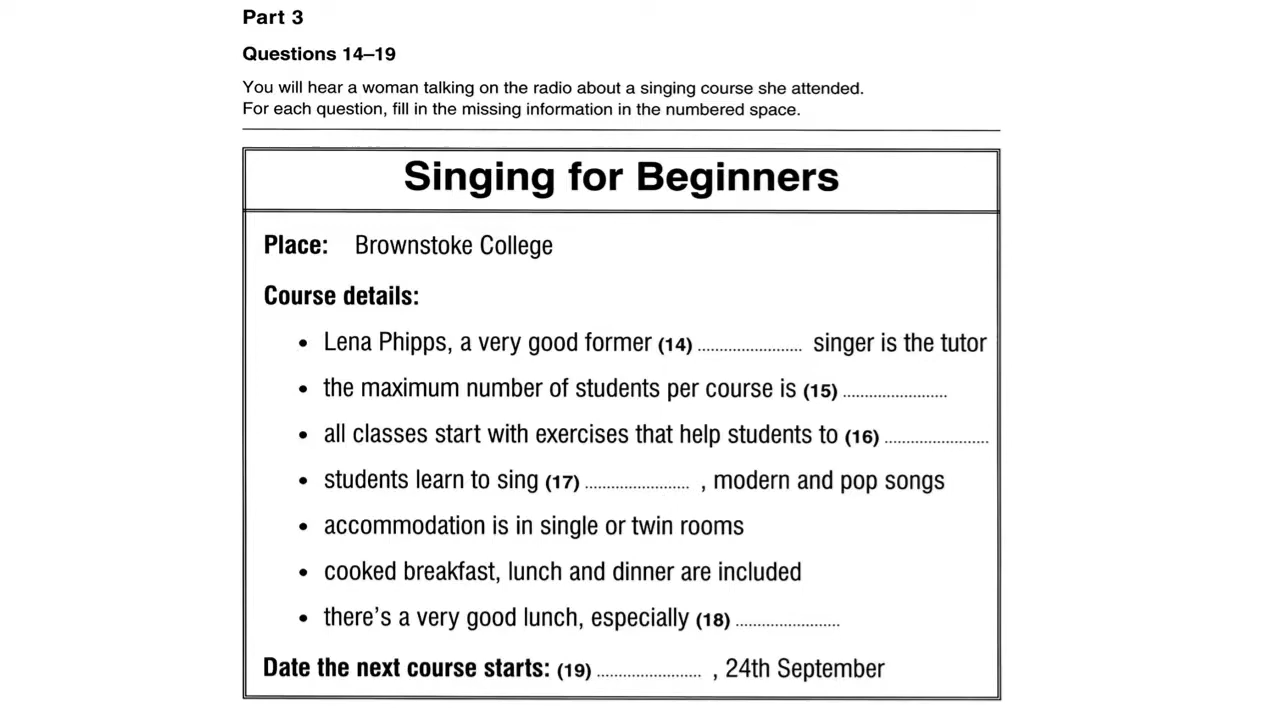 Part 3
Questions 14–19
You will hear a woman talking on the radio about a singing course she attended.
For each question, fill in the missing information in the numbered space.
Singing for Beginners
Place: Brownstoke College
Course details:
• Lena Phipps, a very good former (14) ........................ singer is the tutor
• the maximum number of students per course is (15) ........................
• all classes start with exercises that help students to (16) ........................
• students learn to sing (17) ........................ , modern and pop songs
• accommodation is in single or twin rooms
• cooked breakfast, lunch and dinner are included
• there's a very good lunch, especially (18) ........................
Date the next course starts: (19) ........................ , 24th September